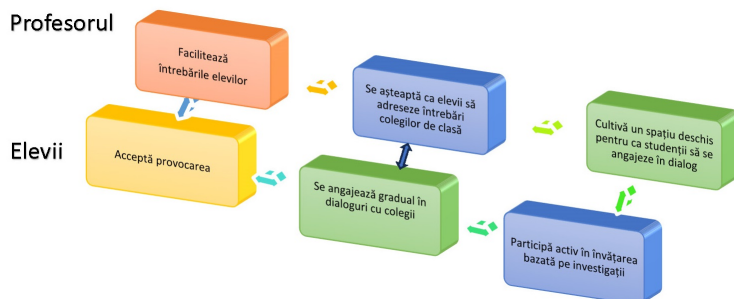 Profesorul
Facilitează
întrebările elevilor
Se așteaptă ca elevii să
adreseze întrebări
colegilor de clasă
Cultivă un spațiu deschis
pentru ca studenții să se
angajeze în dialog
Elevii
Acceptă provocarea
Se angajează gradual în
dialoguri cu colegii
Participă activ în învățarea
bazată pe investigații